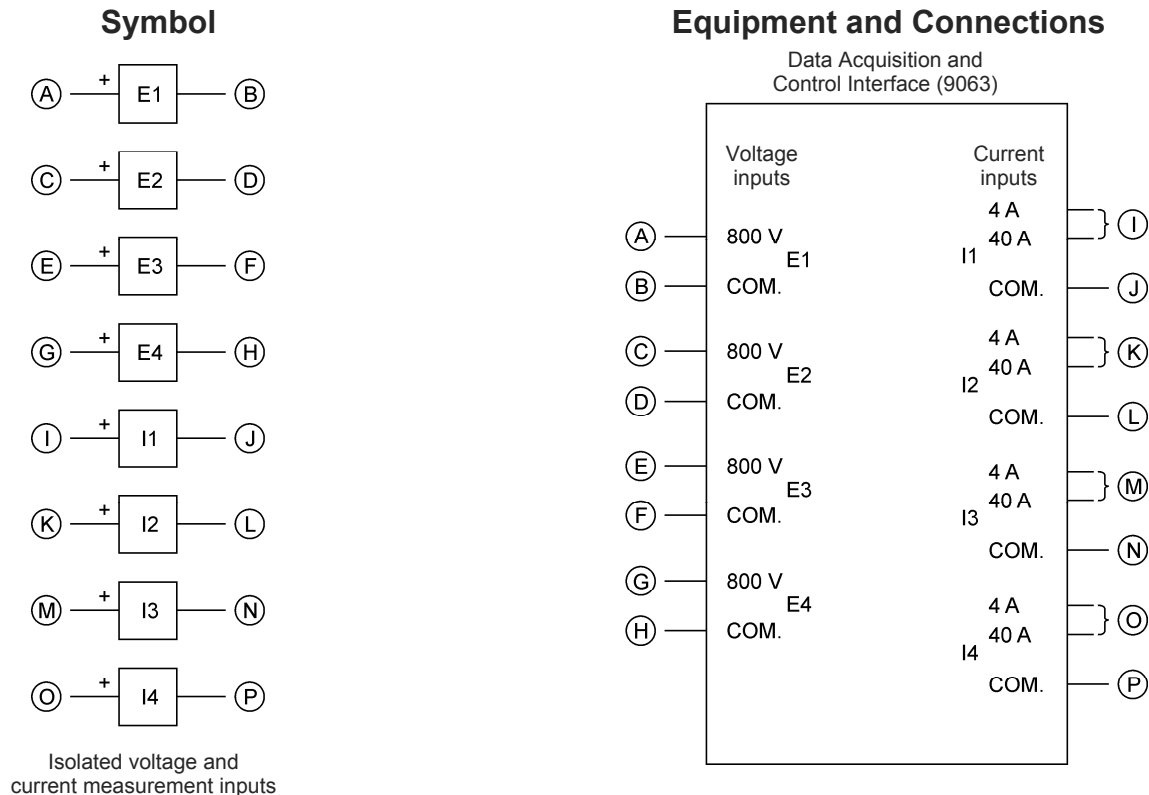 Symbol
A + E1 B
C + E2 D
E + E3 F
G + E4 H
I + I1 J
K + I2 L
M + I3 N
O + I4 P
Isolated voltage and
current measurement inputs
Equipment and Connections
Data Acquisition and
Control Interface (9063)
Voltage
inputs
Current
inputs
A 800 V
E1
B COM.
C 800 V
E2
D COM.
E 800 V
E3
F COM.
G 800 V
E4
H COM.
4 A
I
40 A
I1
COM. J
4 A
K
40 A
I2
COM. L
4 A
M
40 A
I3
COM. N
4 A
O
40 A
I4
COM. P